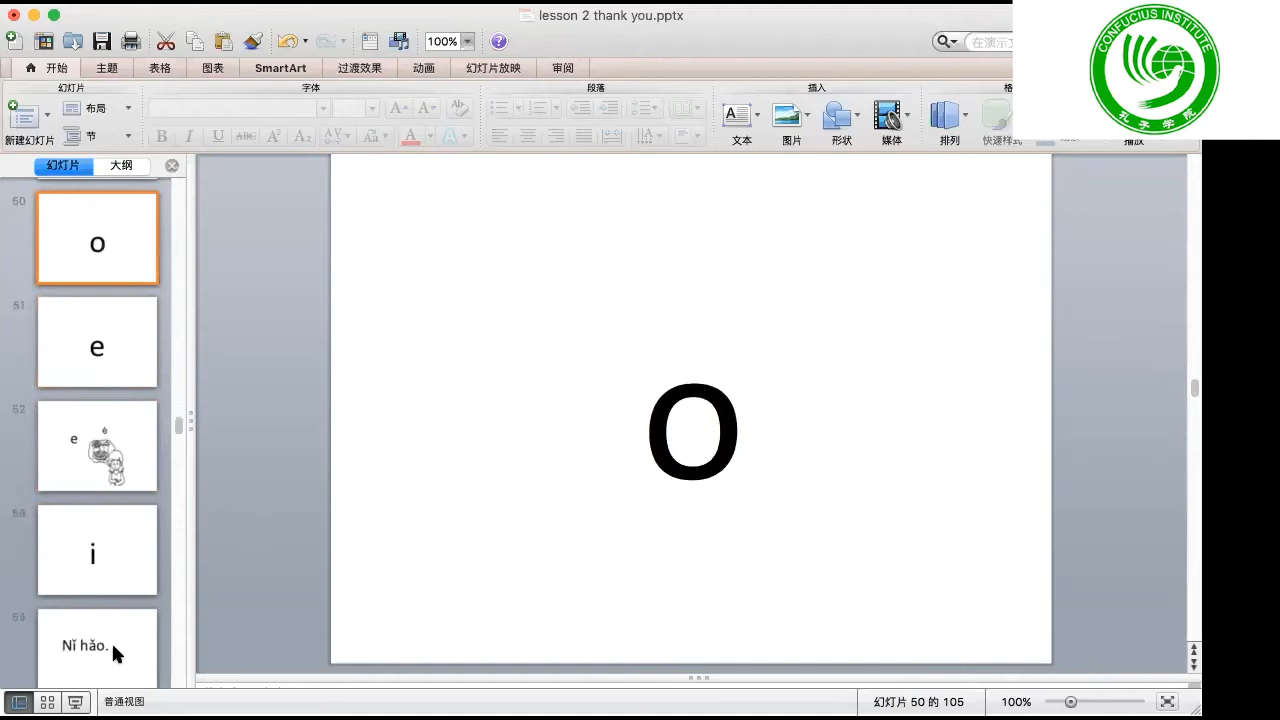 lesson 2 thank you.pptx
100%
在演示文
开始 主题 表格 图表 SmartArt 过渡效果 动画 幻灯片放映 审阅
幻灯片 字体 段落 插入 格
新建幻灯片 布局 节
B I U ABC A A
文本 图片 形状 媒体 排列 快速样式 播放
CONFUCIUS INSTITUTE
孔子学院
幻灯片 大纲
50
o
51
e
52
e
53
i
Nǐ hǎo.
o
普通视图
幻灯片 50 的 105
100%